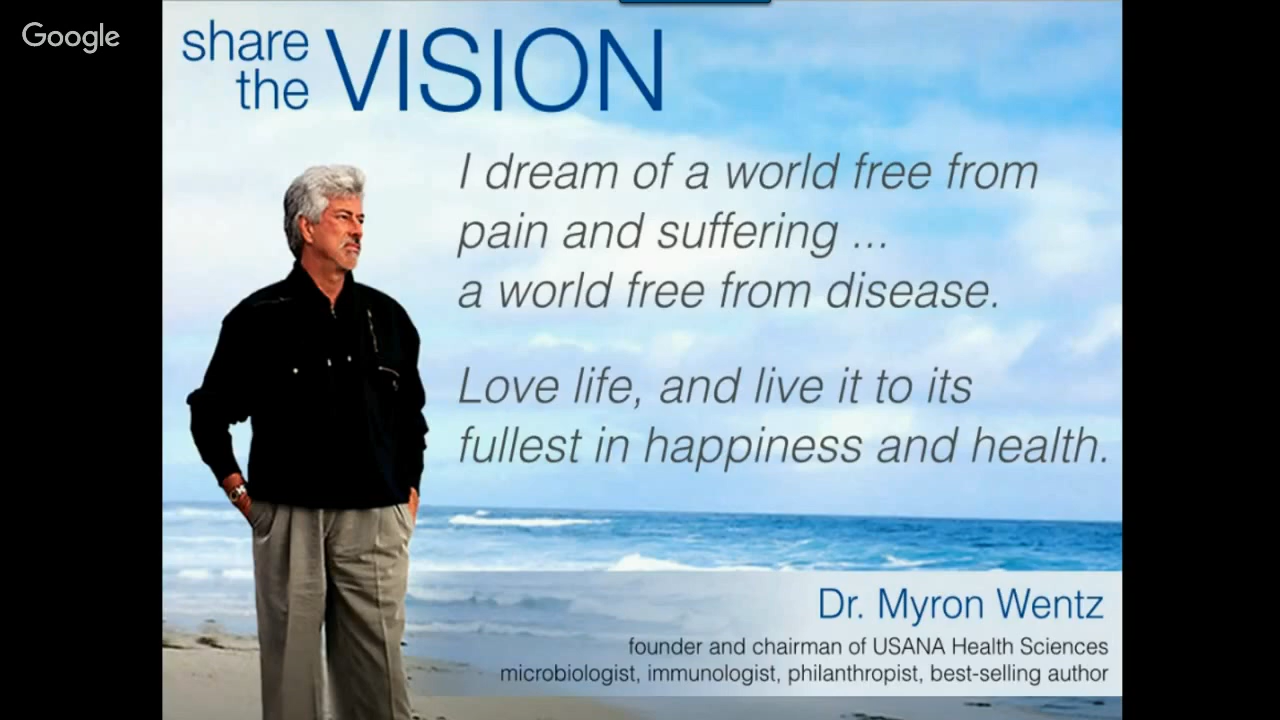 Google
share
the VISION
I dream of a world free from
pain and suffering ...
a world free from disease.
Love life, and live it to its
fullest in happiness and health.
Dr. Myron Wentz
founder and chairman of USANA Health Sciences
microbiologist, immunologist, philanthropist, best-selling author